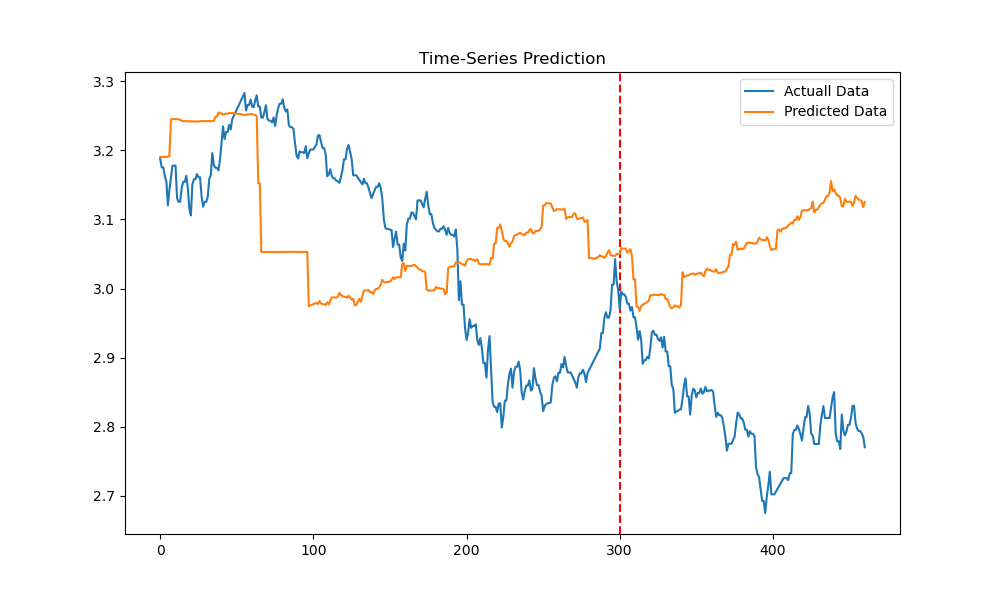 Time-Series Prediction
Actuall Data
Predicted Data
3.3
3.2
3.1
3.0
2.9
2.8
2.7
0 100 200 300 400